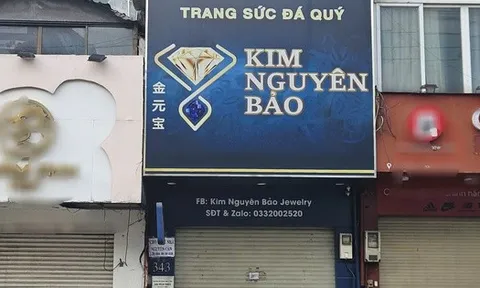 TRANG SỨC ĐÁ QUÝ
KIM
NGUYÊN
BẢO
金元宝
FB: Kim Nguyên Bảo Jewelry
SĐT & Zalo: 0332002520
343